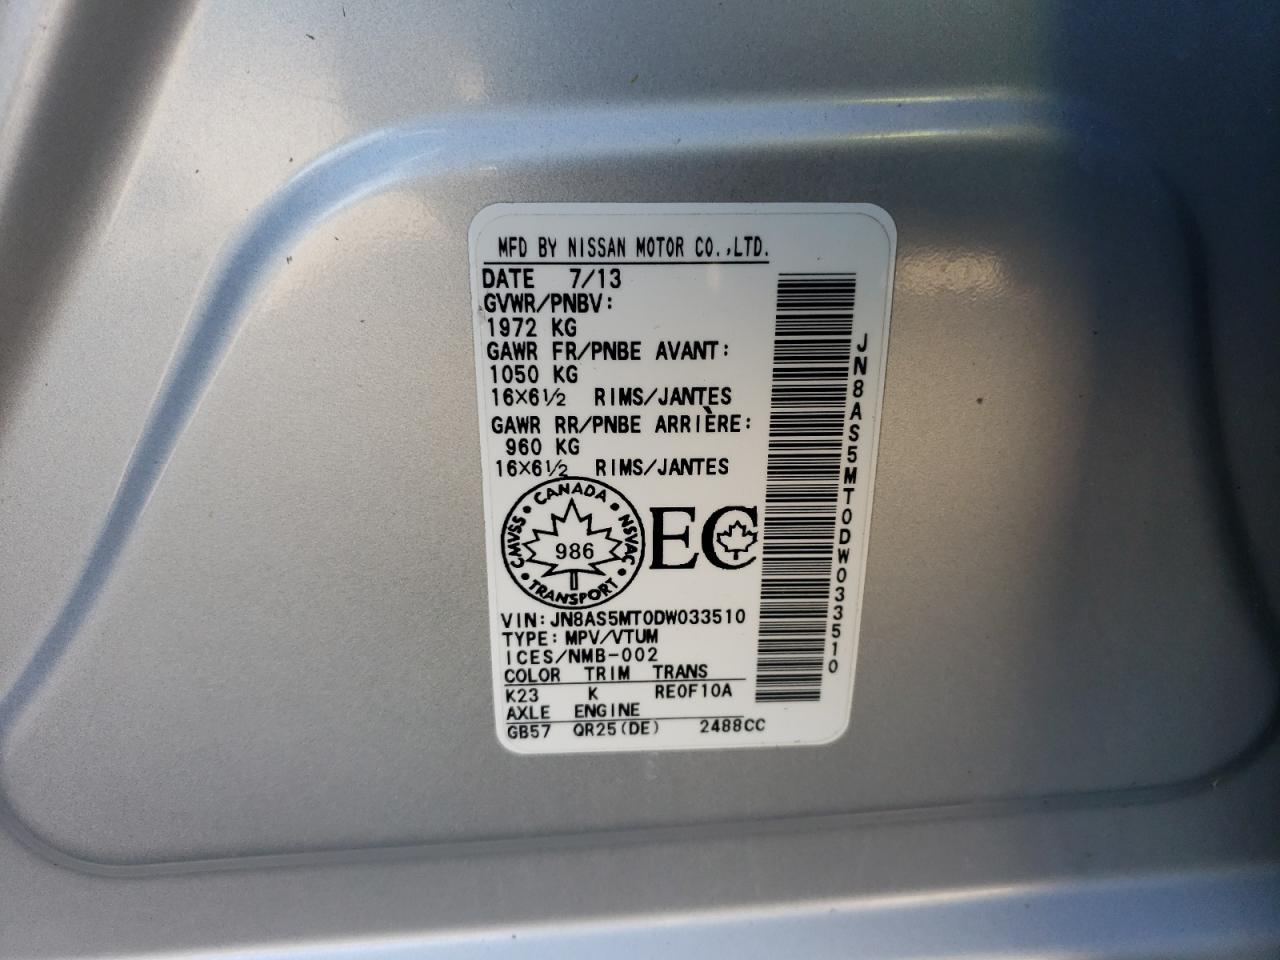 MFD BY NISSAN MOTOR CO.,LTD.
DATE 7/13
GVWR/PNBV:
1972 KG
GAWR FR/PNBE AVANT:
1050 KG
16×6½ RIMS/JANTES
GAWR RR/PNBE ARRIÈRE:
960 KG
16×6½ RIMS/JANTES
CANADA
CMVSS
NSVAC
986
TRANSPORT
EC
VIN:JN8AS5MT0DW033510
TYPE:MPV/VTUM
ICES/NMB-002
COLOR TRIM TRANS
K23 K RE0F10A
AXLE ENGINE
GB57 QR25(DE) 2488CC
JN8AS5MT0DW033510